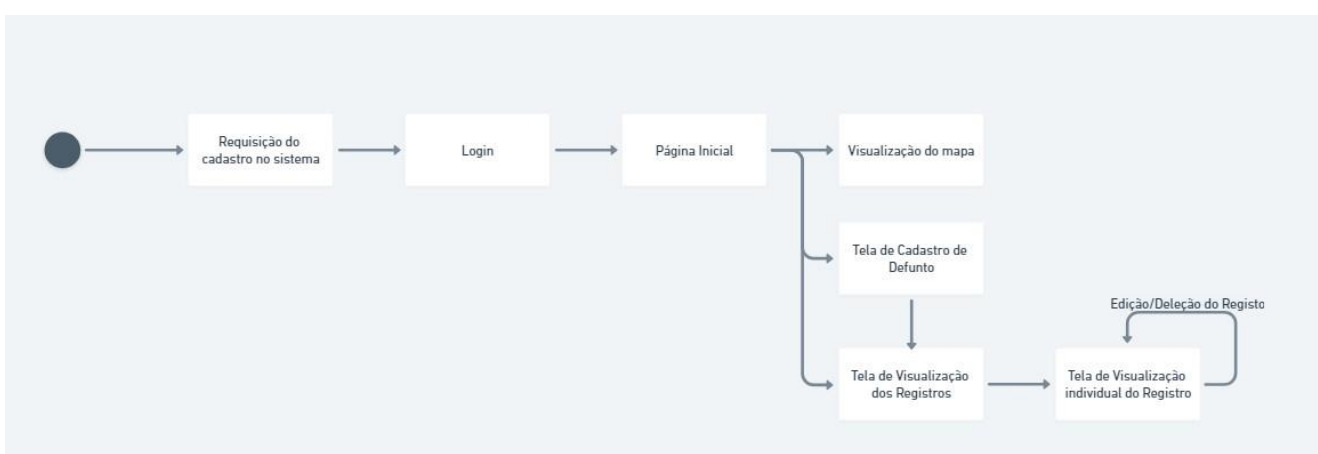 Requisição do
cadastro no sistema
Login
Página Inicial
Visualização do mapa
Tela de Cadastro de
Defunto
Edição/Deleção do Registo
Tela de Visualização
dos Registros
Tela de Visualização
individual do Registro